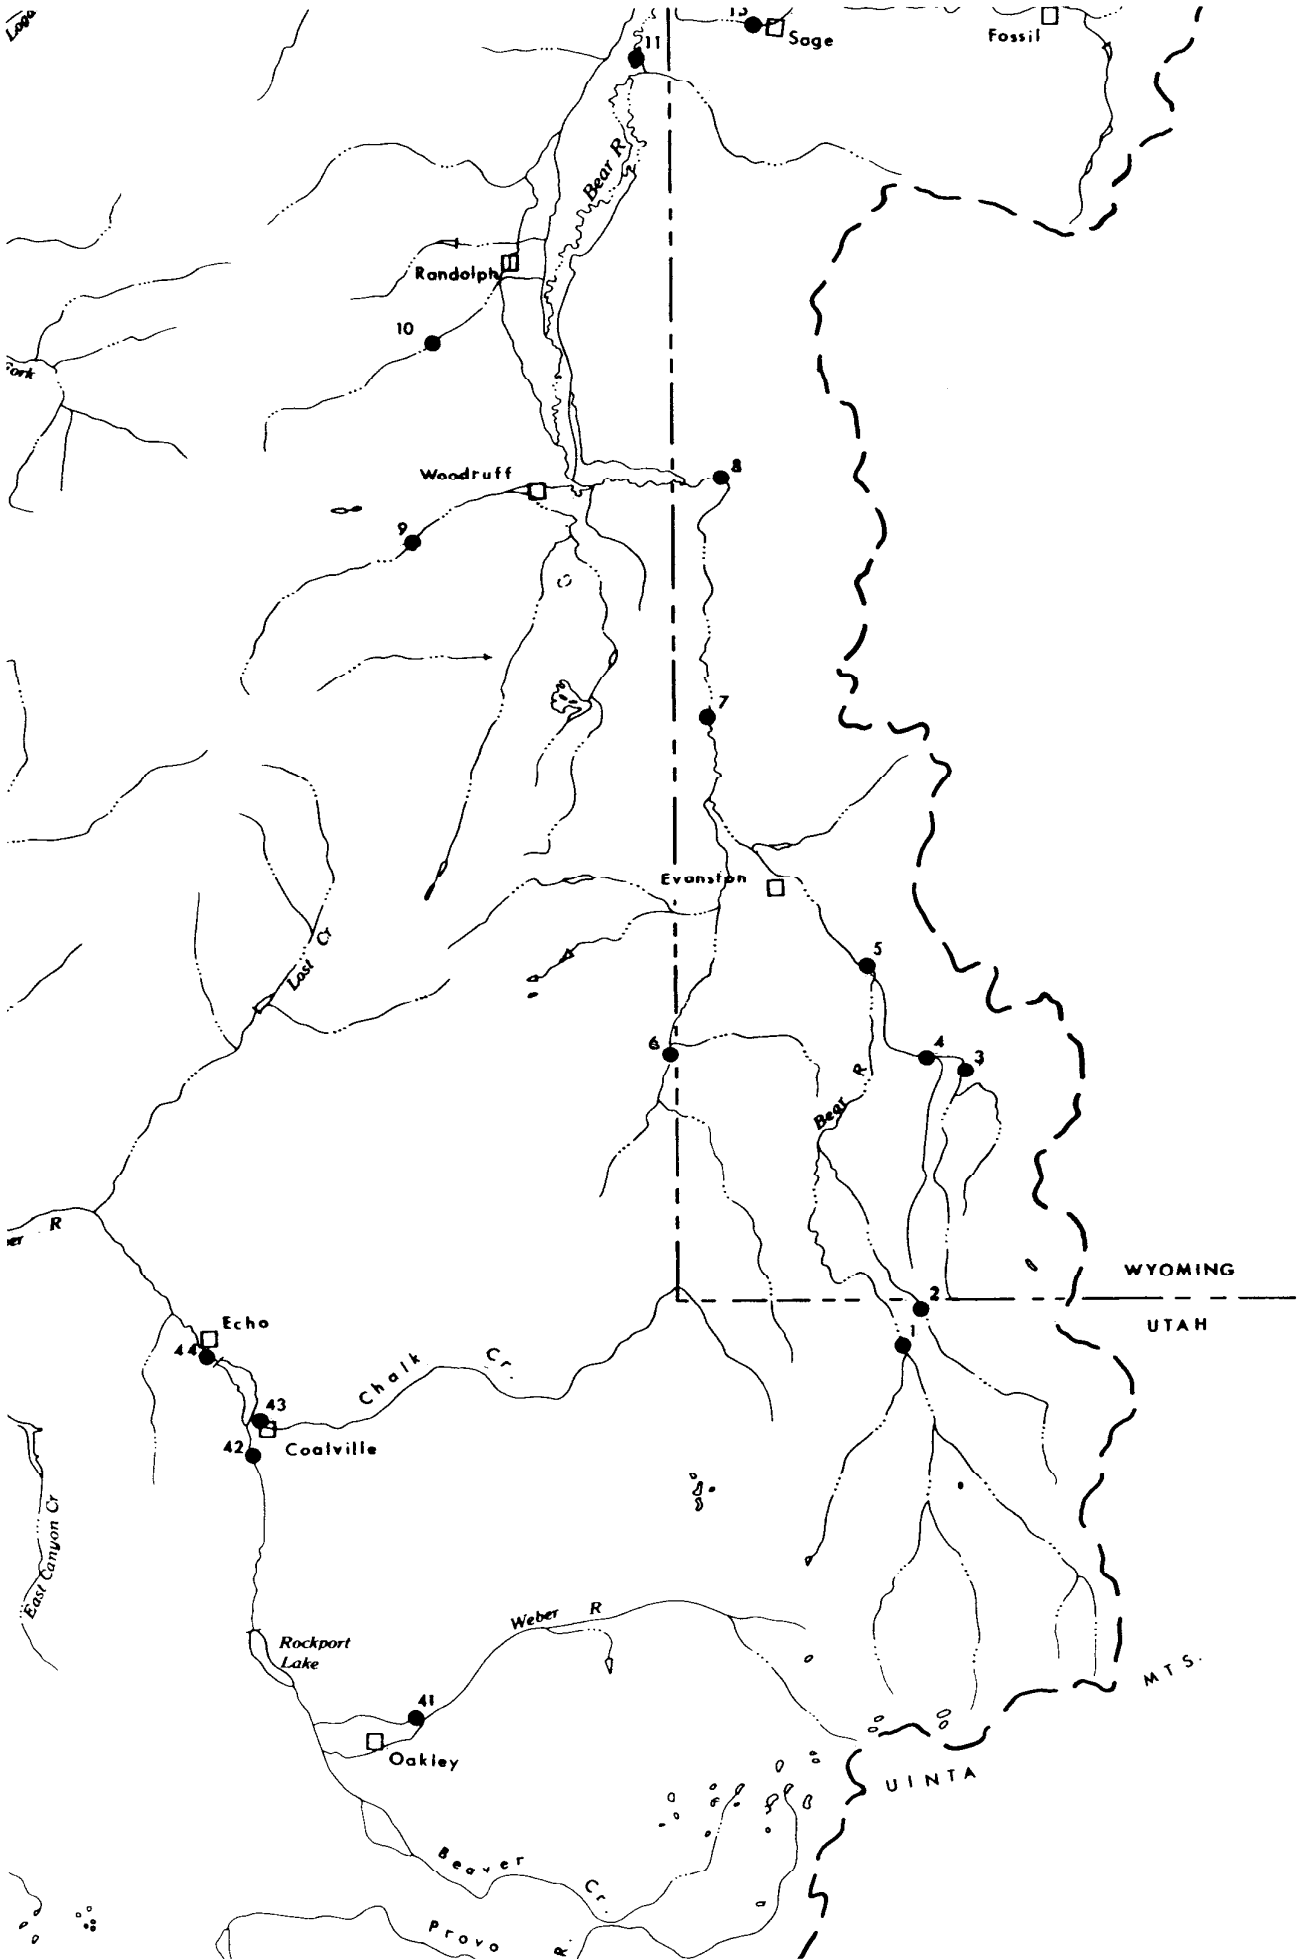 Sage
Fossil
11
Bear R
Randolph
10
Woodruff
8
9
7
Evanston
5
Lost Cr
6
4
3
Bear R
R
WYOMING
2
Echo
UTAH
1
44
Chalk Cr.
43
Coalville
42
East Canyon Cr
Weber R
Rockport
Lake
MTS.
41
Oakley
UINTA
Beaver Cr.
Provo R.